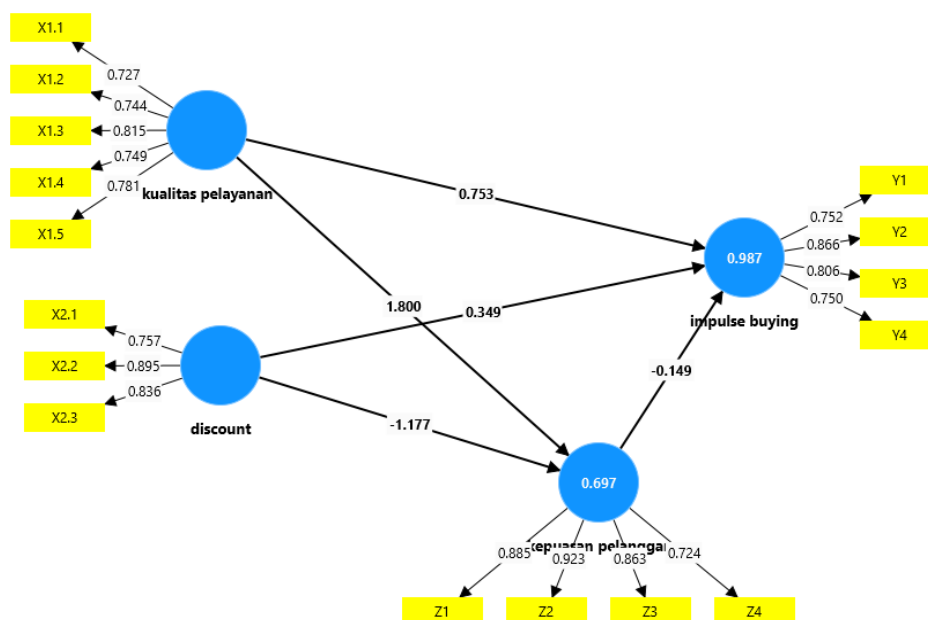 X1.1
0.727
X1.2
0.744
X1.3
0.815
X1.4
0.749
X1.5
0.781
kualitas pelayanan
0.753
1.800
0.349
-1.177
-0.149
X2.1
0.757
X2.2
0.895
X2.3
0.836
discount
0.987
impulse buying
Y1
0.752
Y2
0.866
Y3
0.806
Y4
0.750
0.697
kepuasan pelanggan
0.885
0.923
0.863
0.724
Z1
Z2
Z3
Z4